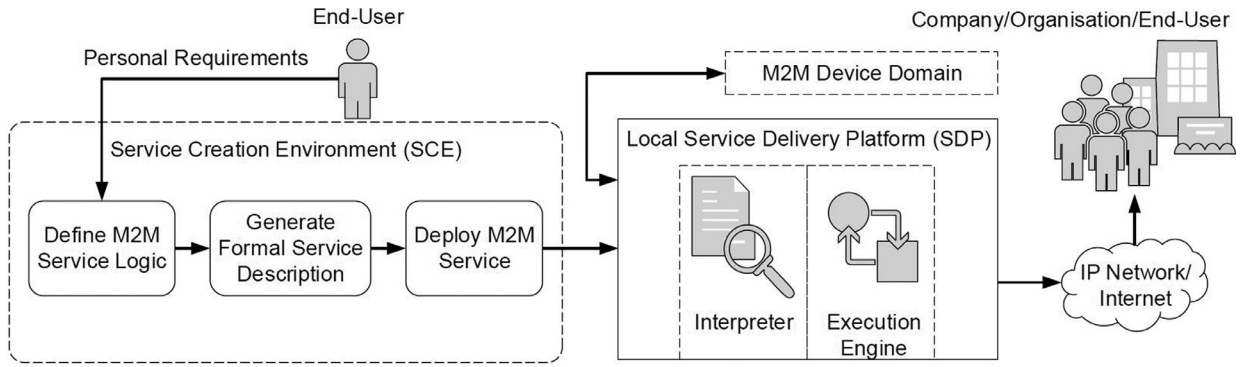 End-User
Personal Requirements
Service Creation Environment (SCE)
Define M2M
Service Logic
Generate
Formal Service
Description
Deploy M2M
Service
M2M Device Domain
Local Service Delivery Platform (SDP)
Interpreter
Execution
Engine
Company/Organisation/End-User
IP Network/
Internet